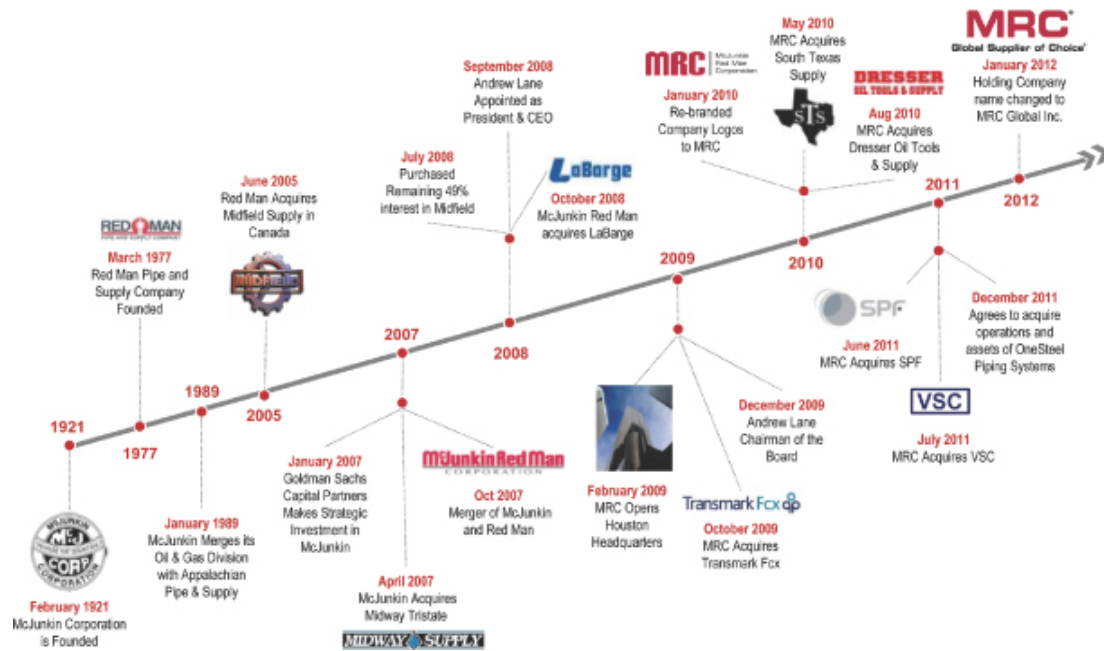 1921
McJUNKIN
McJ
CORP
CORPORATION
February 1921
McJunkin Corporation
is Founded
REDMAN
PIPE AND SUPPLY COMPANY
March 1977
Red Man Pipe and
Supply Company
Founded
1977
1989
January 1989
McJunkin Merges its
Oil & Gas Division
with Appalachian
Pipe & Supply
June 2005
Red Man Acquires
Midfield Supply in
Canada
MIDFIELD
2005
2007
January 2007
Goldman Sachs
Capital Partners
Makes Strategic
Investment in
McJunkin
April 2007
McJunkin Acquires
Midway Tristate
MIDWAY SUPPLY
McJunkinRedMan
CORPORATION
Oct 2007
Merger of McJunkin
and Red Man
July 2008
Purchased
Remaining 49%
interest in Midfield
September 2008
Andrew Lane
Appointed as
President & CEO
LaBarge
October 2008
McJunkin Red Man
acquires LaBarge
2008
2009
February 2009
MRC Opens
Houston
Headquarters
Transmark Fcx
October 2009
MRC Acquires
Transmark Fcx
December 2009
Andrew Lane
Chairman of the
Board
MRC McJunkin
Red Man
Corporation
January 2010
Re-branded
Company Logos
to MRC
May 2010
MRC Acquires
South Texas
Supply
STS
DRESSER
OIL TOOLS & SUPPLY
Aug 2010
MRC Acquires
Dresser Oil Tools
& Supply
2010
2011
SPF
June 2011
MRC Acquires SPF
VSC
July 2011
MRC Acquires VSC
December 2011
Agrees to acquire
operations and
assets of OneSteel
Piping Systems
MRC
Global Supplier of Choice®
January 2012
Holding Company
name changed to
MRC Global Inc.
2012